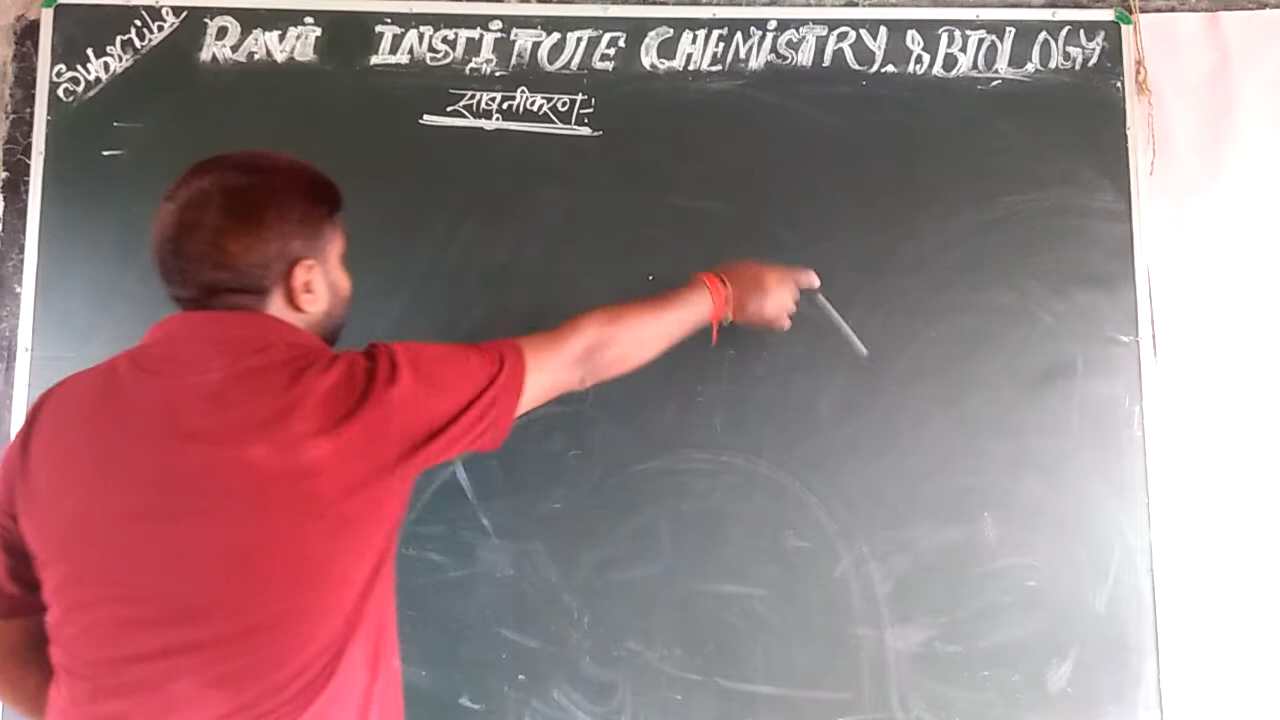 Subscribe
RAVI INSTITUTE CHEMISTRY & BIOLOGY
साबुनीकरण:-